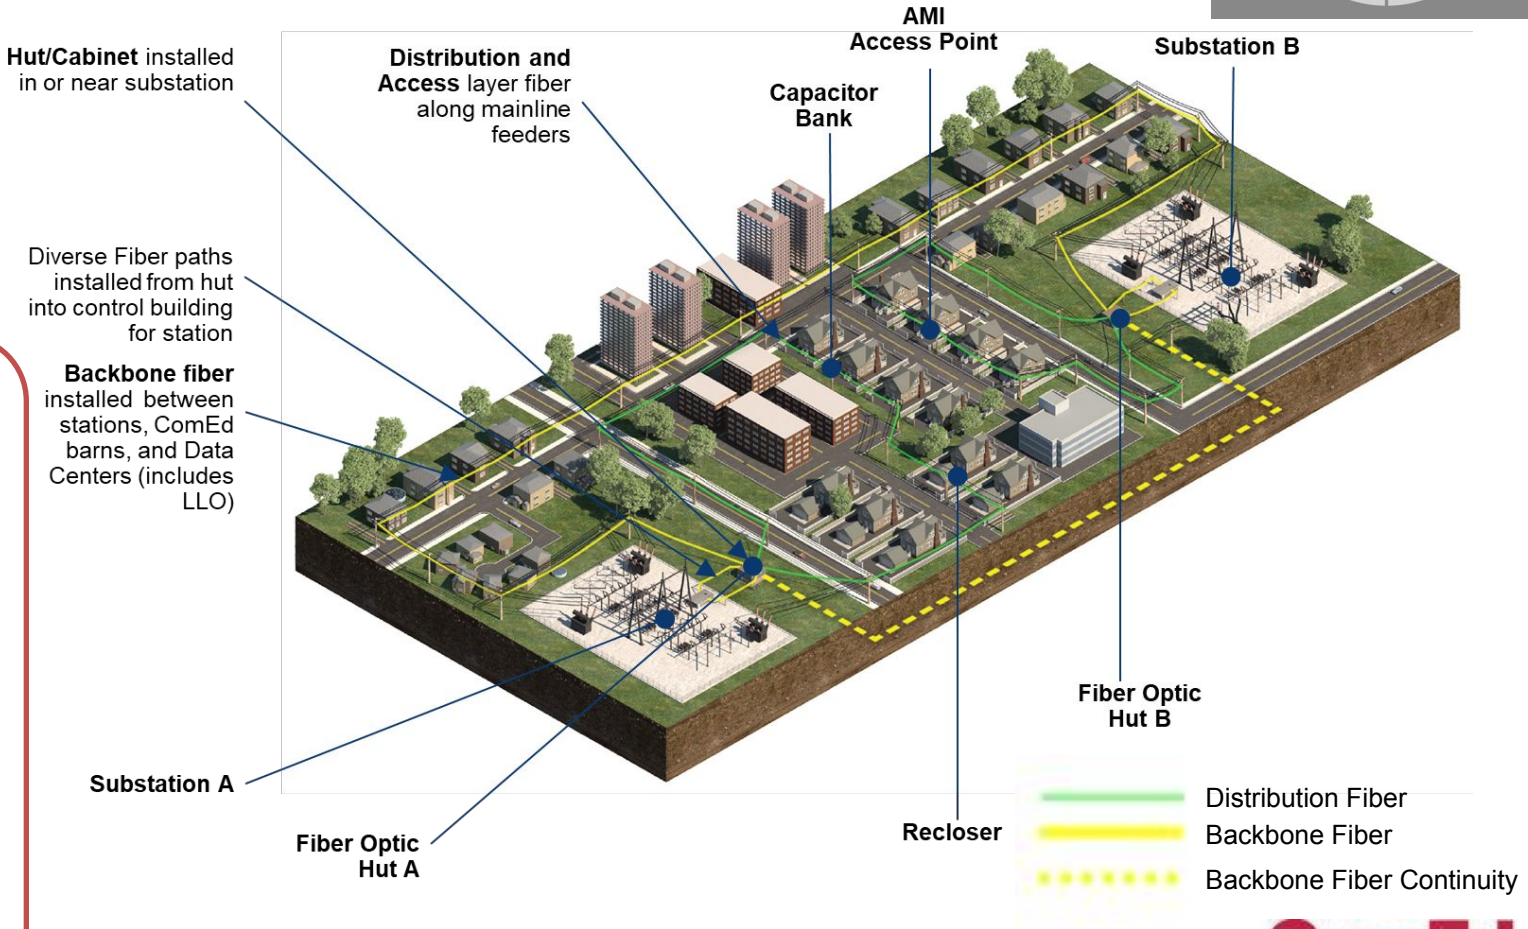 Hut/Cabinet installed
in or near substation
Distribution and
Access layer fiber
along mainline
feeders
AMI
Access Point
Capacitor
Bank
Substation B
Diverse Fiber paths
installed from hut
into control building
for station
Backbone fiber
installed between
stations, ComEd
barns, and Data
Centers (includes
LLO)
Substation A
Fiber Optic
Hut A
Recloser
Fiber Optic
Hut B
Distribution Fiber
Backbone Fiber
Backbone Fiber Continuity